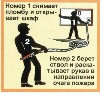 Номер 1 снимает
пломбу и откры-
вает шкаф
Номер 2 берет
ствол и раска-
тывает рукав в
направлении
очага пожара